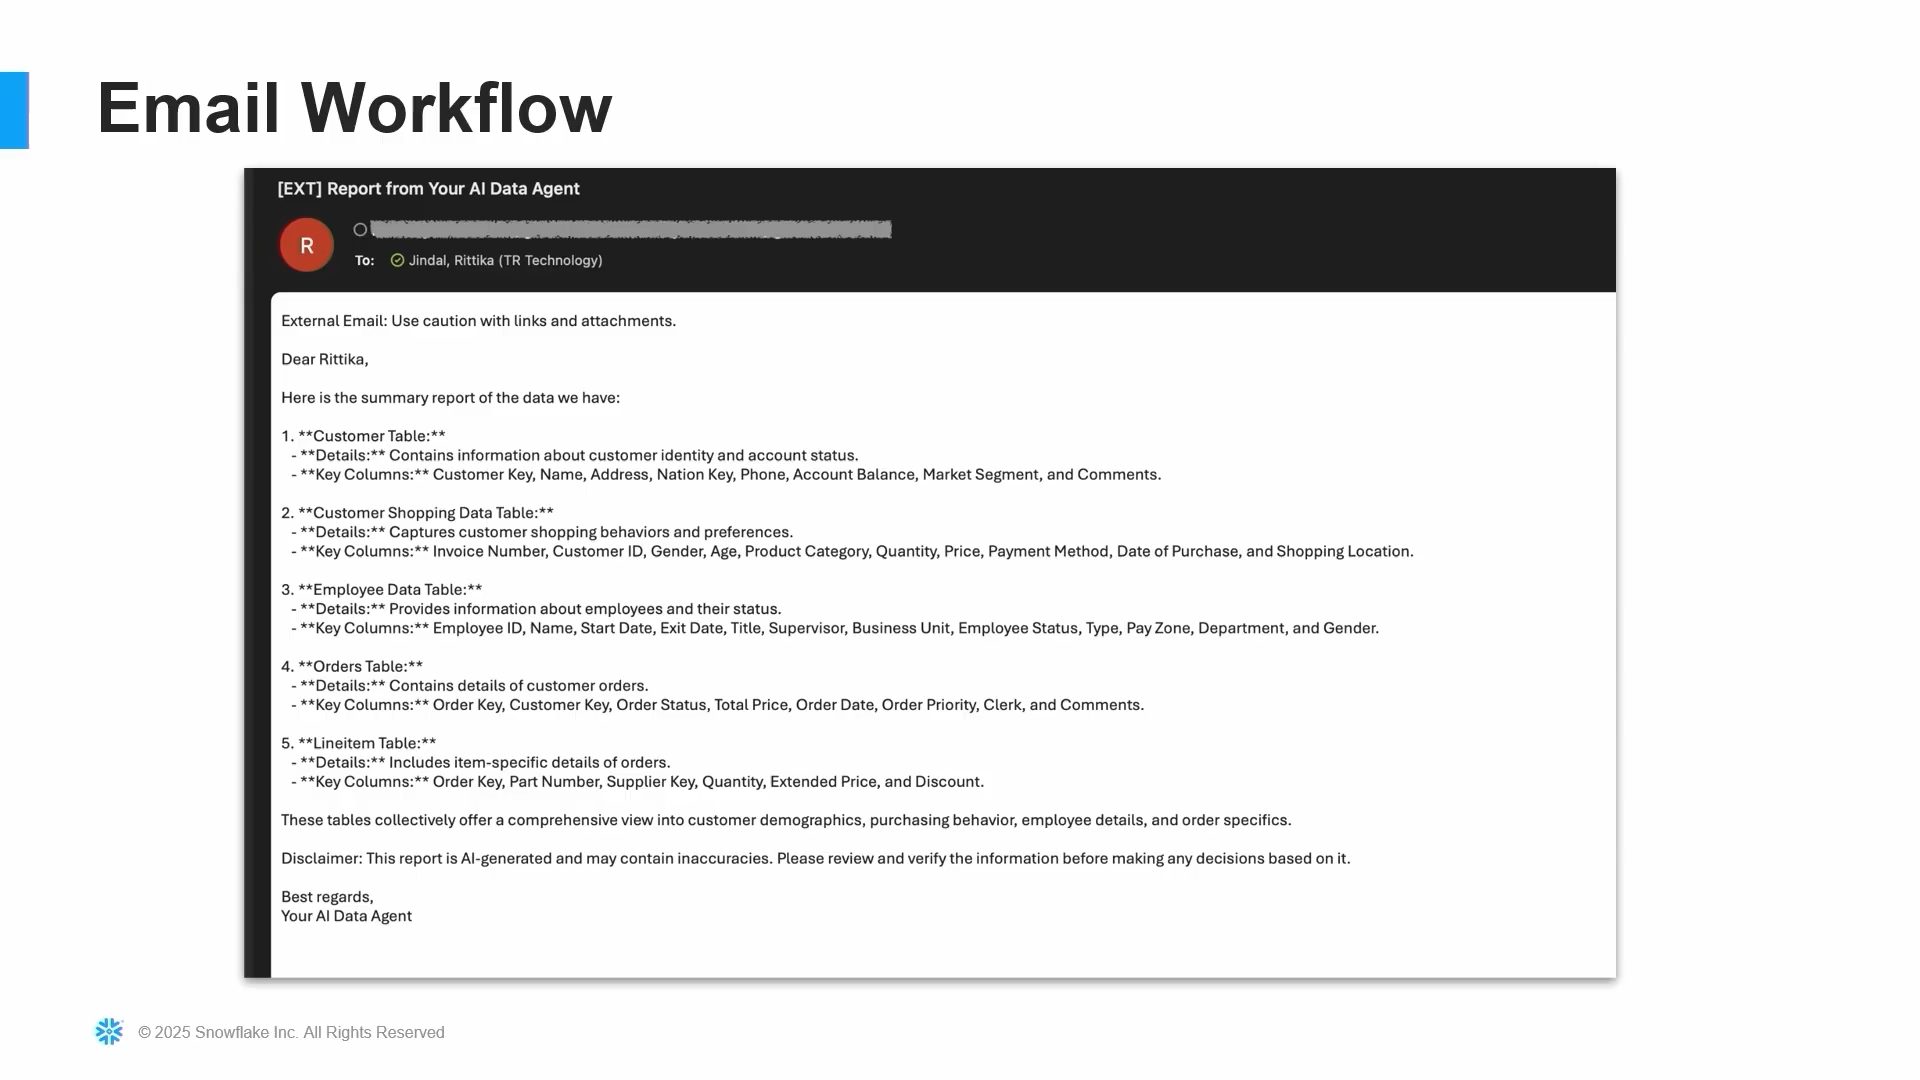 Email Workflow
[EXT] Report from Your AI Data Agent
R
To: Jindal, Rittika (TR Technology)
External Email: Use caution with links and attachments.
Dear Rittika,
Here is the summary report of the data we have:
1. **Customer Table:**
- **Details:** Contains information about customer identity and account status.
- **Key Columns:** Customer Key, Name, Address, Nation Key, Phone, Account Balance, Market Segment, and Comments.
2. **Customer Shopping Data Table:**
- **Details:** Captures customer shopping behaviors and preferences.
- **Key Columns:** Invoice Number, Customer ID, Gender, Age, Product Category, Quantity, Price, Payment Method, Date of Purchase, and Shopping Location.
3. **Employee Data Table:**
- **Details:** Provides information about employees and their status.
- **Key Columns:** Employee ID, Name, Start Date, Exit Date, Title, Supervisor, Business Unit, Employee Status, Type, Pay Zone, Department, and Gender.
4. **Orders Table:**
- **Details:** Contains details of customer orders.
- **Key Columns:** Order Key, Customer Key, Order Status, Total Price, Order Date, Order Priority, Clerk, and Comments.
5. **Lineitem Table:**
- **Details:** Includes item-specific details of orders.
- **Key Columns:** Order Key, Part Number, Supplier Key, Quantity, Extended Price, and Discount.
These tables collectively offer a comprehensive view into customer demographics, purchasing behavior, employee details, and order specifics.
Disclaimer: This report is AI-generated and may contain inaccuracies. Please review and verify the information before making any decisions based on it.
Best regards,
Your AI Data Agent
© 2025 Snowflake Inc. All Rights Reserved